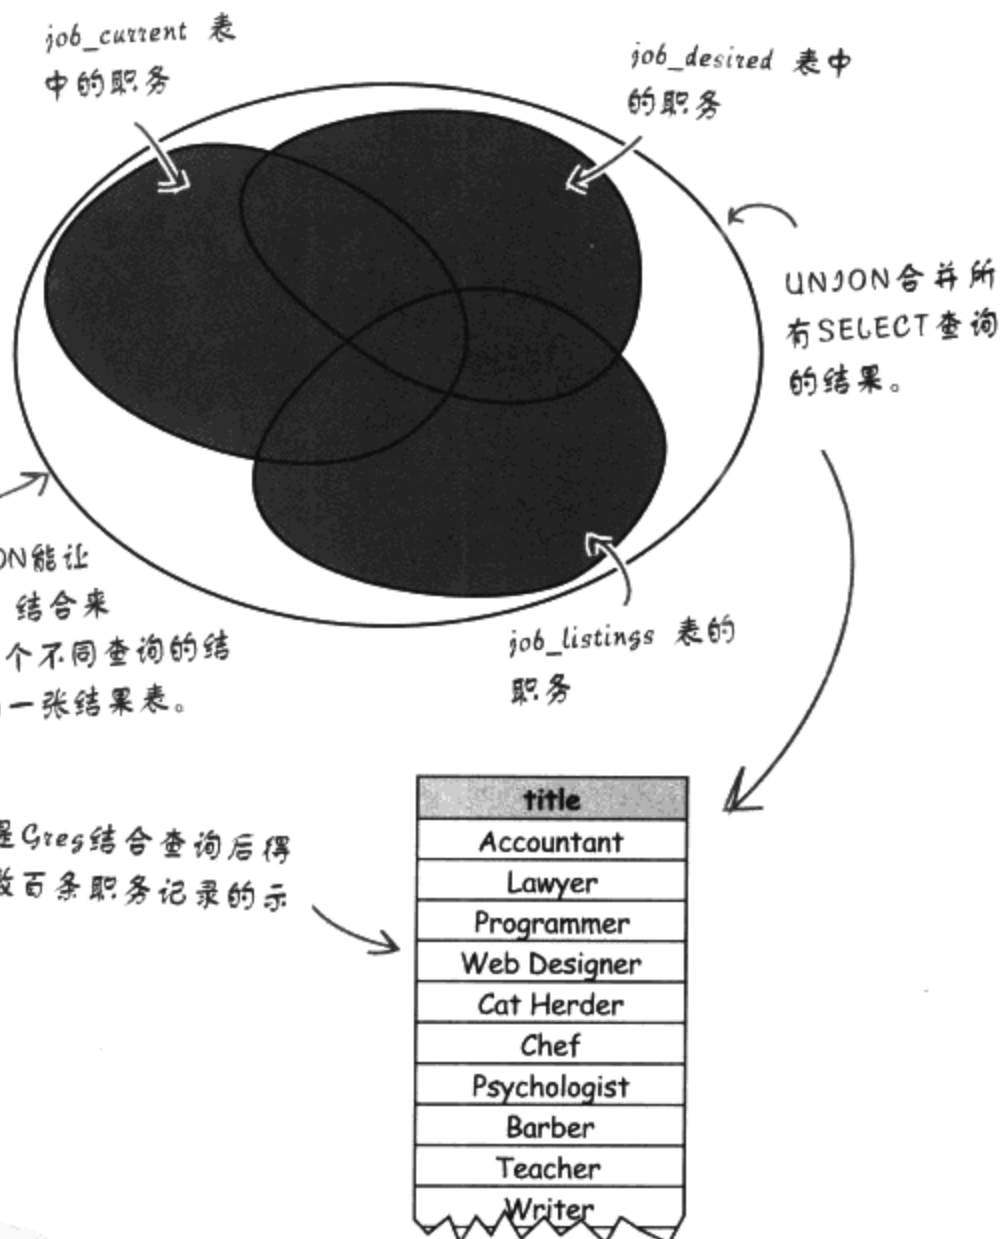 job_current 表
中的职务
job_desired 表中
的职务
UNION合并所
有SELECT查询
的结果。
ON能让
结合来
个不同查询的结
一张结果表。
job_listings 表的
职务
是Greg结合查询后得
数百条职务记录的示
title
Accountant
Lawyer
Programmer
Web Designer
Cat Herder
Chef
Psychologist
Barber
Teacher
Writer